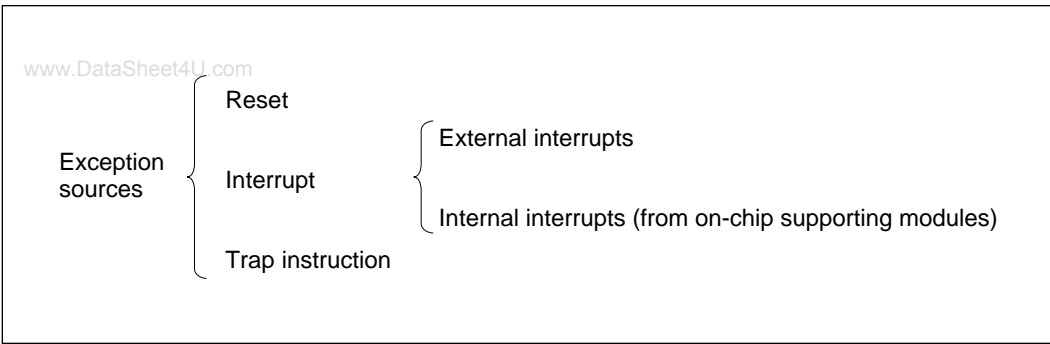 www.DataSheet4U.com
Reset
External interrupts
Exception
sources
Interrupt
Internal interrupts (from on-chip supporting modules)
Trap instruction